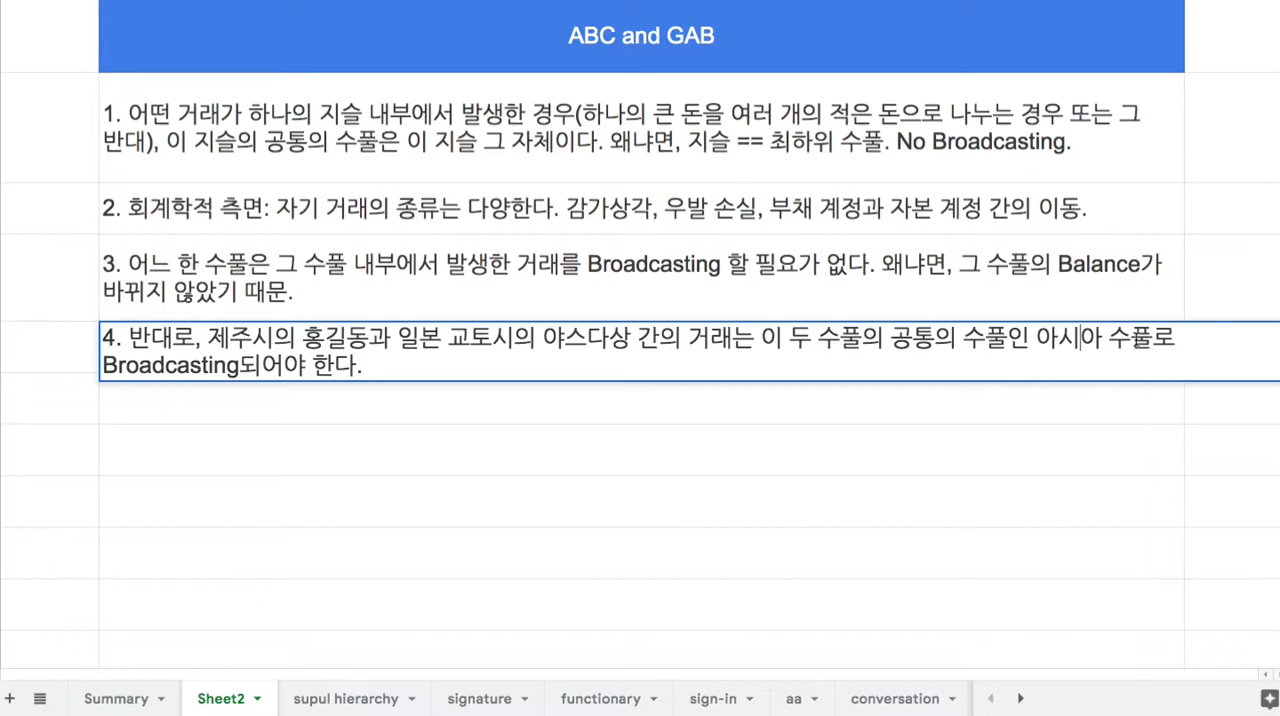 ABC and GAB
1. 어떤 거래가 하나의 지슬 내부에서 발생한 경우(하나의 큰 돈을 여러 개의 적은 돈으로 나누는 경우 또는 그
반대), 이 지슬의 공통의 수풀은 이 지슬 그 자체이다. 왜냐면, 지슬 == 최하위 수풀. No Broadcasting.
2. 회계학적 측면: 자기 거래의 종류는 다양한다. 감가상각, 우발 손실, 부채 계정과 자본 계정 간의 이동.
3. 어느 한 수풀은 그 수풀 내부에서 발생한 거래를 Broadcasting 할 필요가 없다. 왜냐면, 그 수풀의 Balance가
바뀌지 않았기 때문.
4. 반대로, 제주시의 홍길동과 일본 교토시의 야스다상 간의 거래는 이 두 수풀의 공통의 수풀인 아시아 수풀로
Broadcasting되어야 한다.
Summary Sheet2 supul hierarchy signature functionary sign-in aa conversation